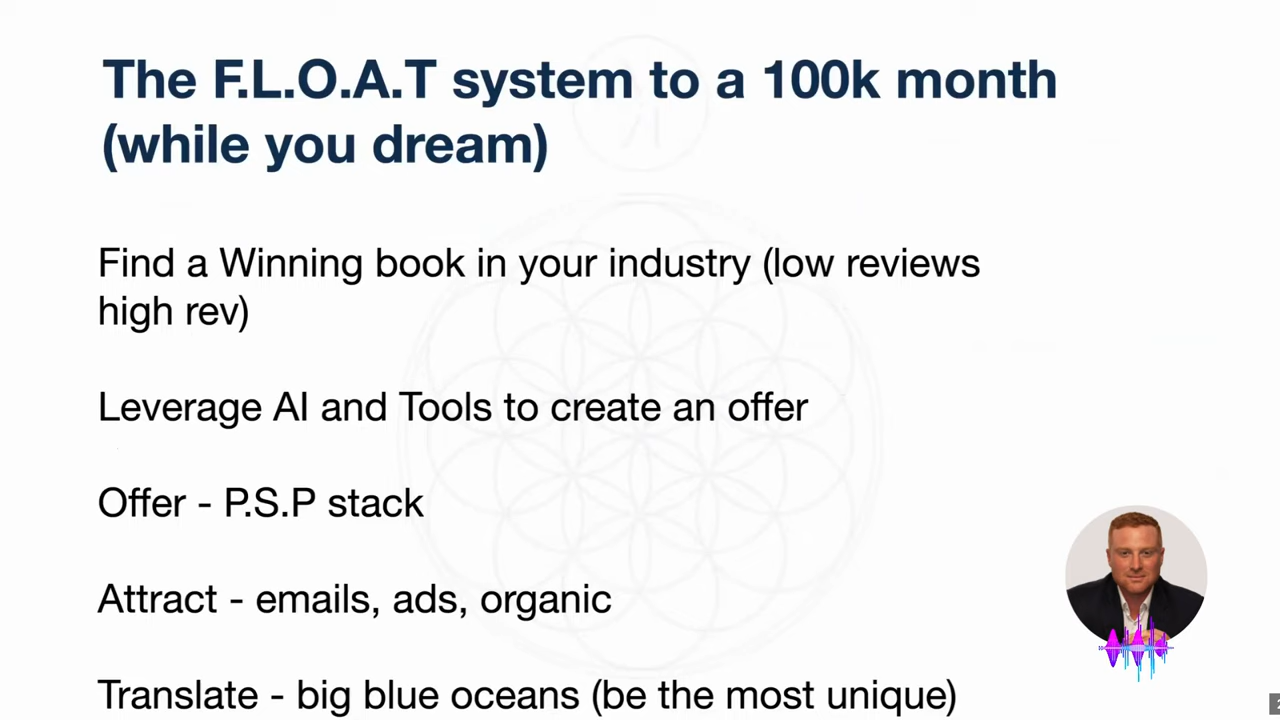 The F.L.O.A.T system to a 100k month
(while you dream)
Find a Winning book in your industry (low reviews
high rev)
Leverage AI and Tools to create an offer
Offer - P.S.P stack
Attract - emails, ads, organic
Translate - big blue oceans (be the most unique)